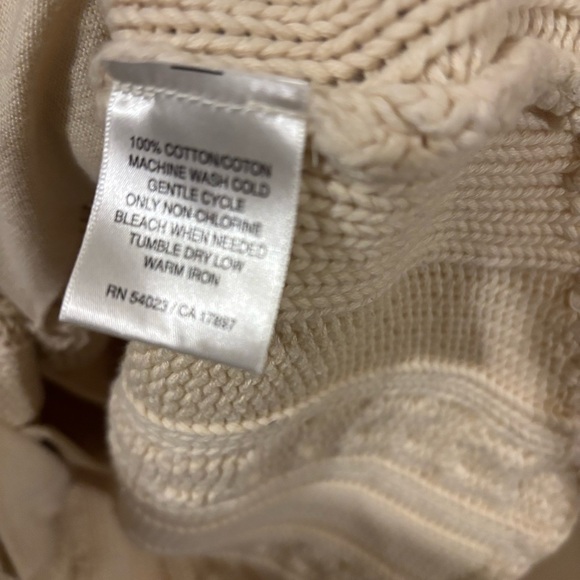 100% COTTON/COTON
MACHINE WASH COLD
GENTLE CYCLE
ONLY NON-CHLORINE
BLEACH WHEN NEEDED
TUMBLE DRY LOW
WARM IRON
RN 54023 / CA 17897